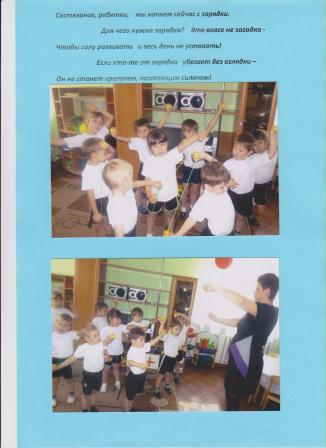 Состязание, ребятки, мы начнем сейчас с зарядки.
Для чего нужна зарядка? Это вовсе не загадка -
Чтобы силу развивать и весь день не уставать!
Если кто-то от зарядки убегает без оглядки –
Он не станет крепочем, настоящим силачом!